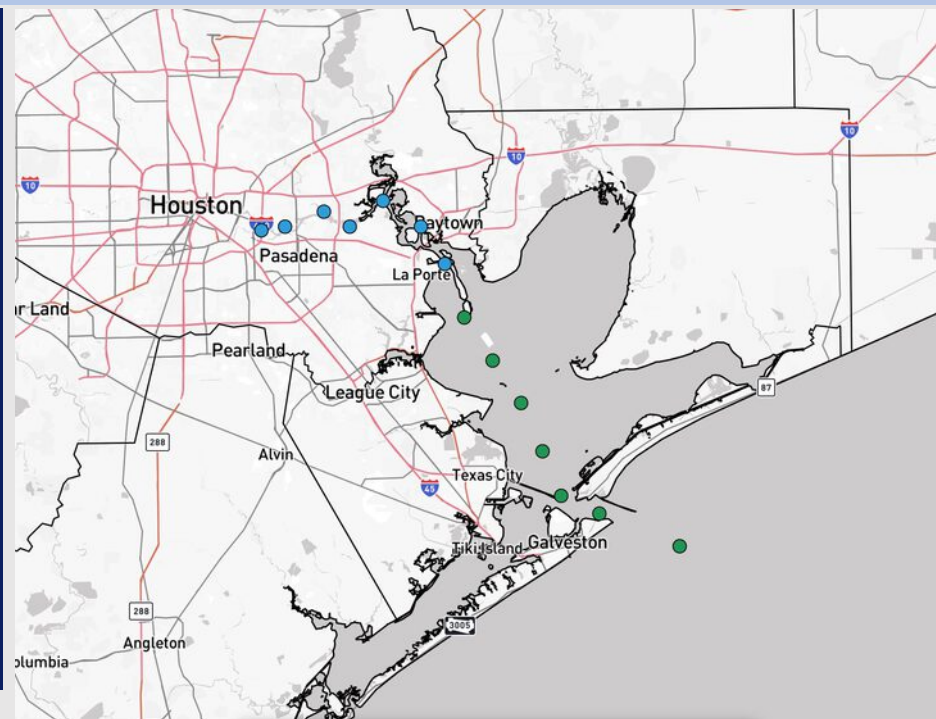 10
10
10
Houston
Baytown
Pasadena
La Porte
ar Land
Pearland
League City
87
288
Alvin
Texas City
45
Tiki Island
Galveston
288
3005
Angleton
olumbia